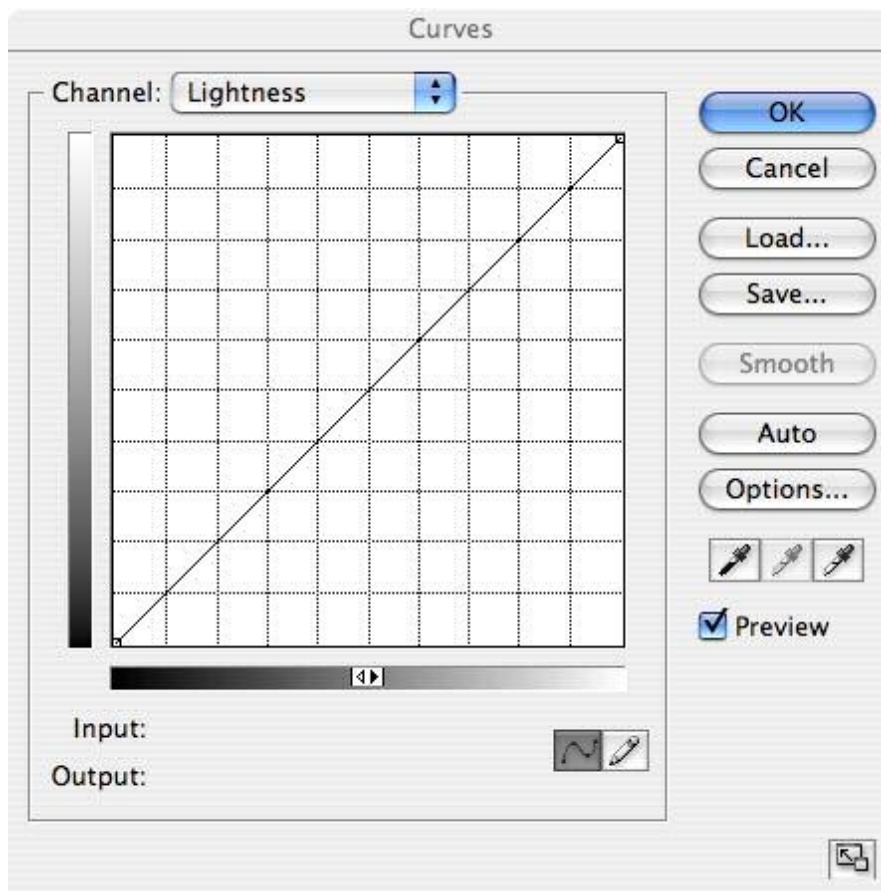 Curves
Channel: Lightness
OK
Cancel
Load...
Save...
Smooth
Auto
Options...
Preview
Input:
Output: